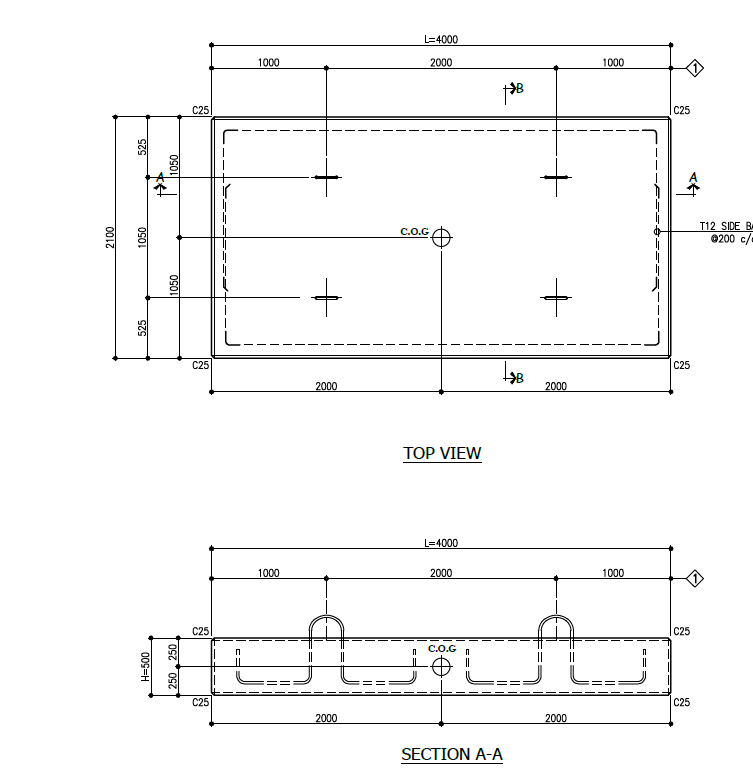 L=4000
1000 2000 1000 1
B
C25 C25
525 1050
A A
C.O.G
T12 SIDE
@200
2100 1050 1050
525
C25 C25
B
2000 2000
TOP VIEW
L=4000
1000 2000 1000 1
C25 C25
C.O.G
H=500 250
250
C25 C25
2000 2000
SECTION A-A